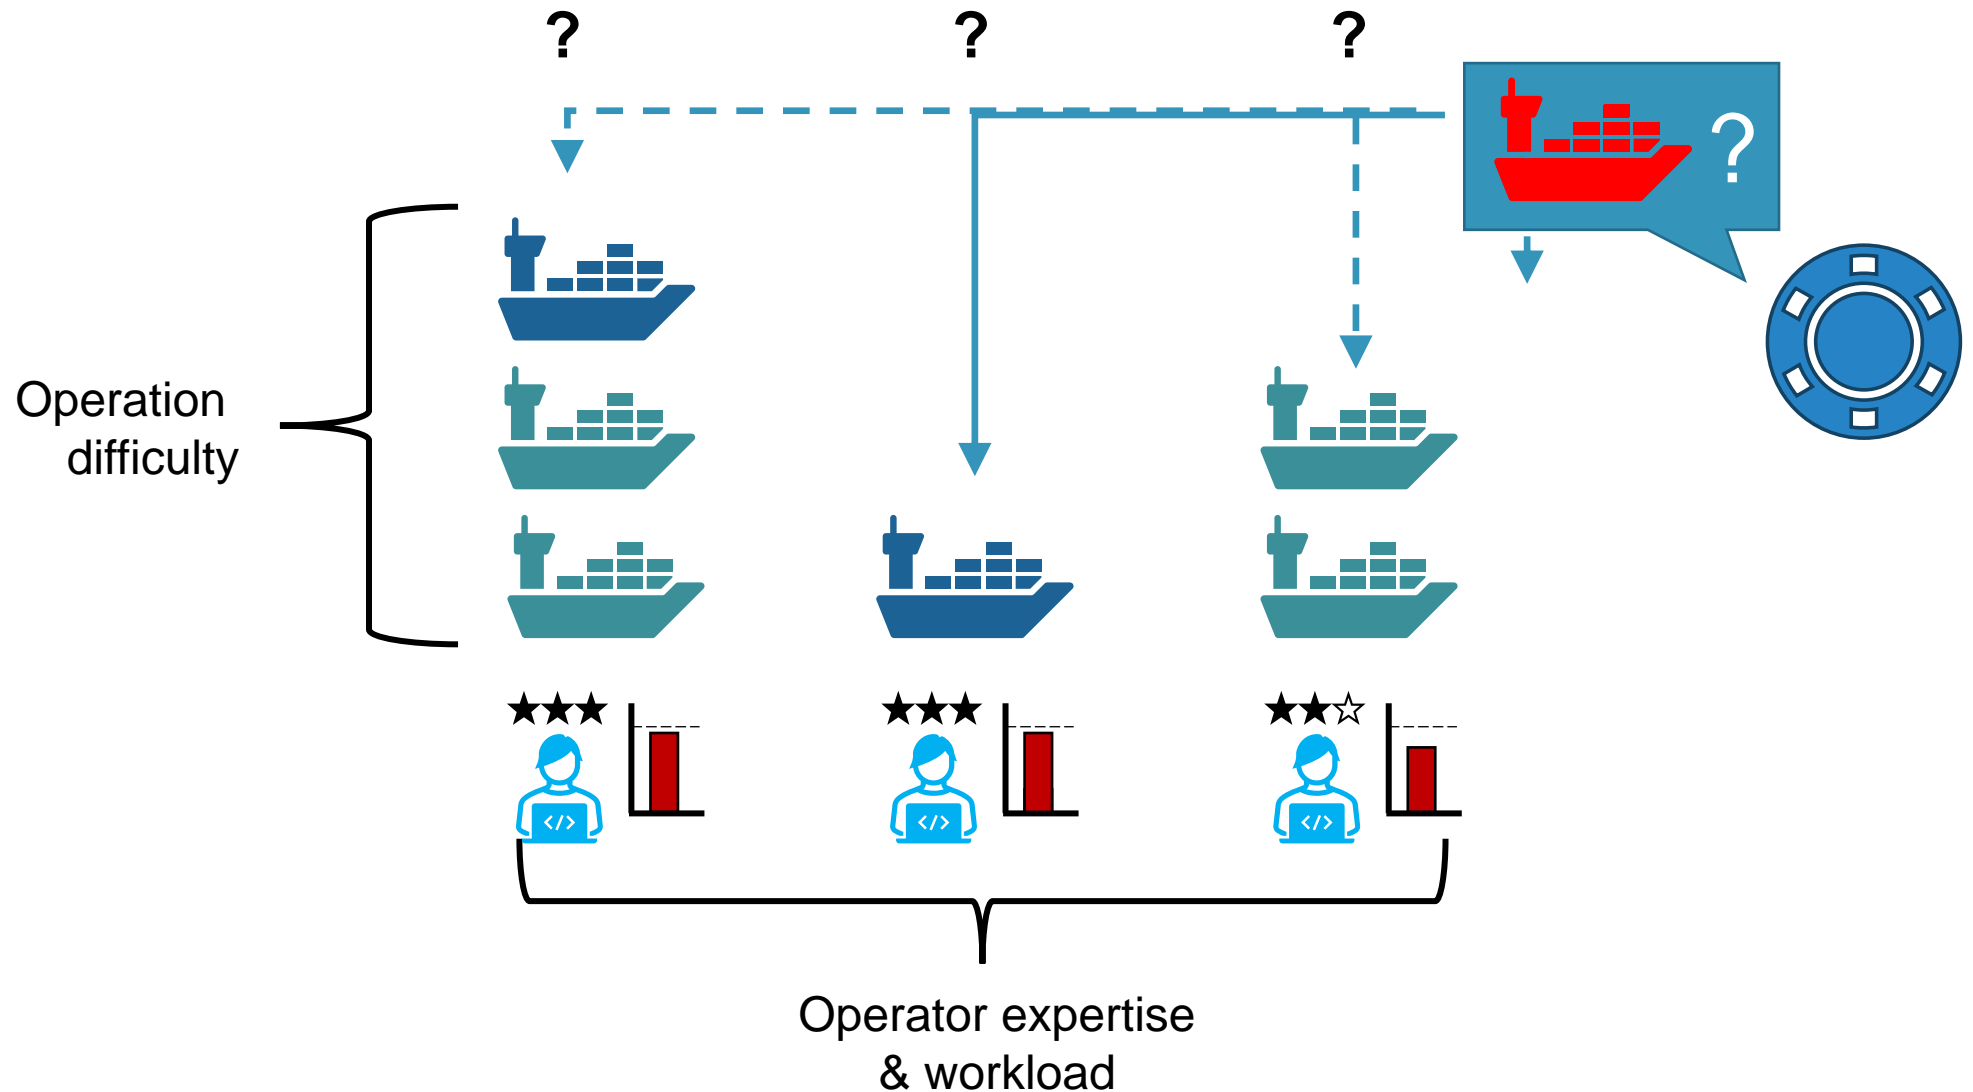 ? ? ?
?
Operation
difficulty
</> </> </>
Operator expertise
& workload